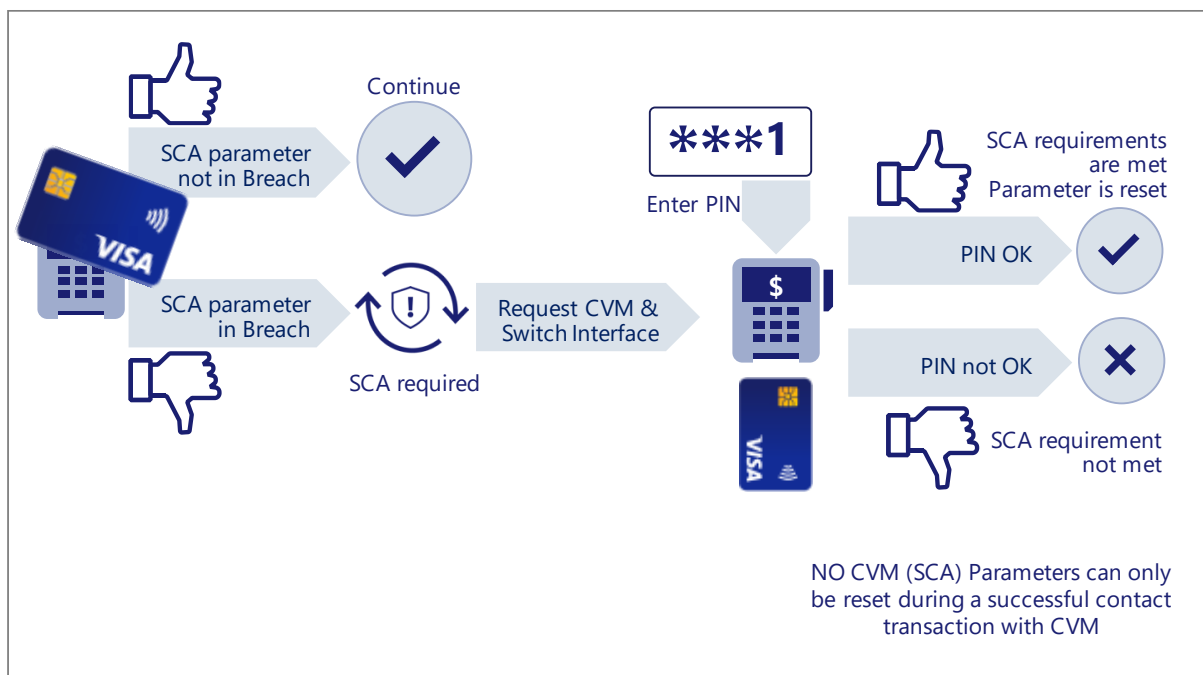 Continue
SCA parameter
not in Breach
VISA
SCA parameter
in Breach
SCA required
Request CVM &
Switch Interface
***1
Enter PIN
$
VISA
SCA requirements
are met
Parameter is reset
PIN OK
PIN not OK
SCA requirement
not met
NO CVM (SCA) Parameters can only
be reset during a successful contact
transaction with CVM